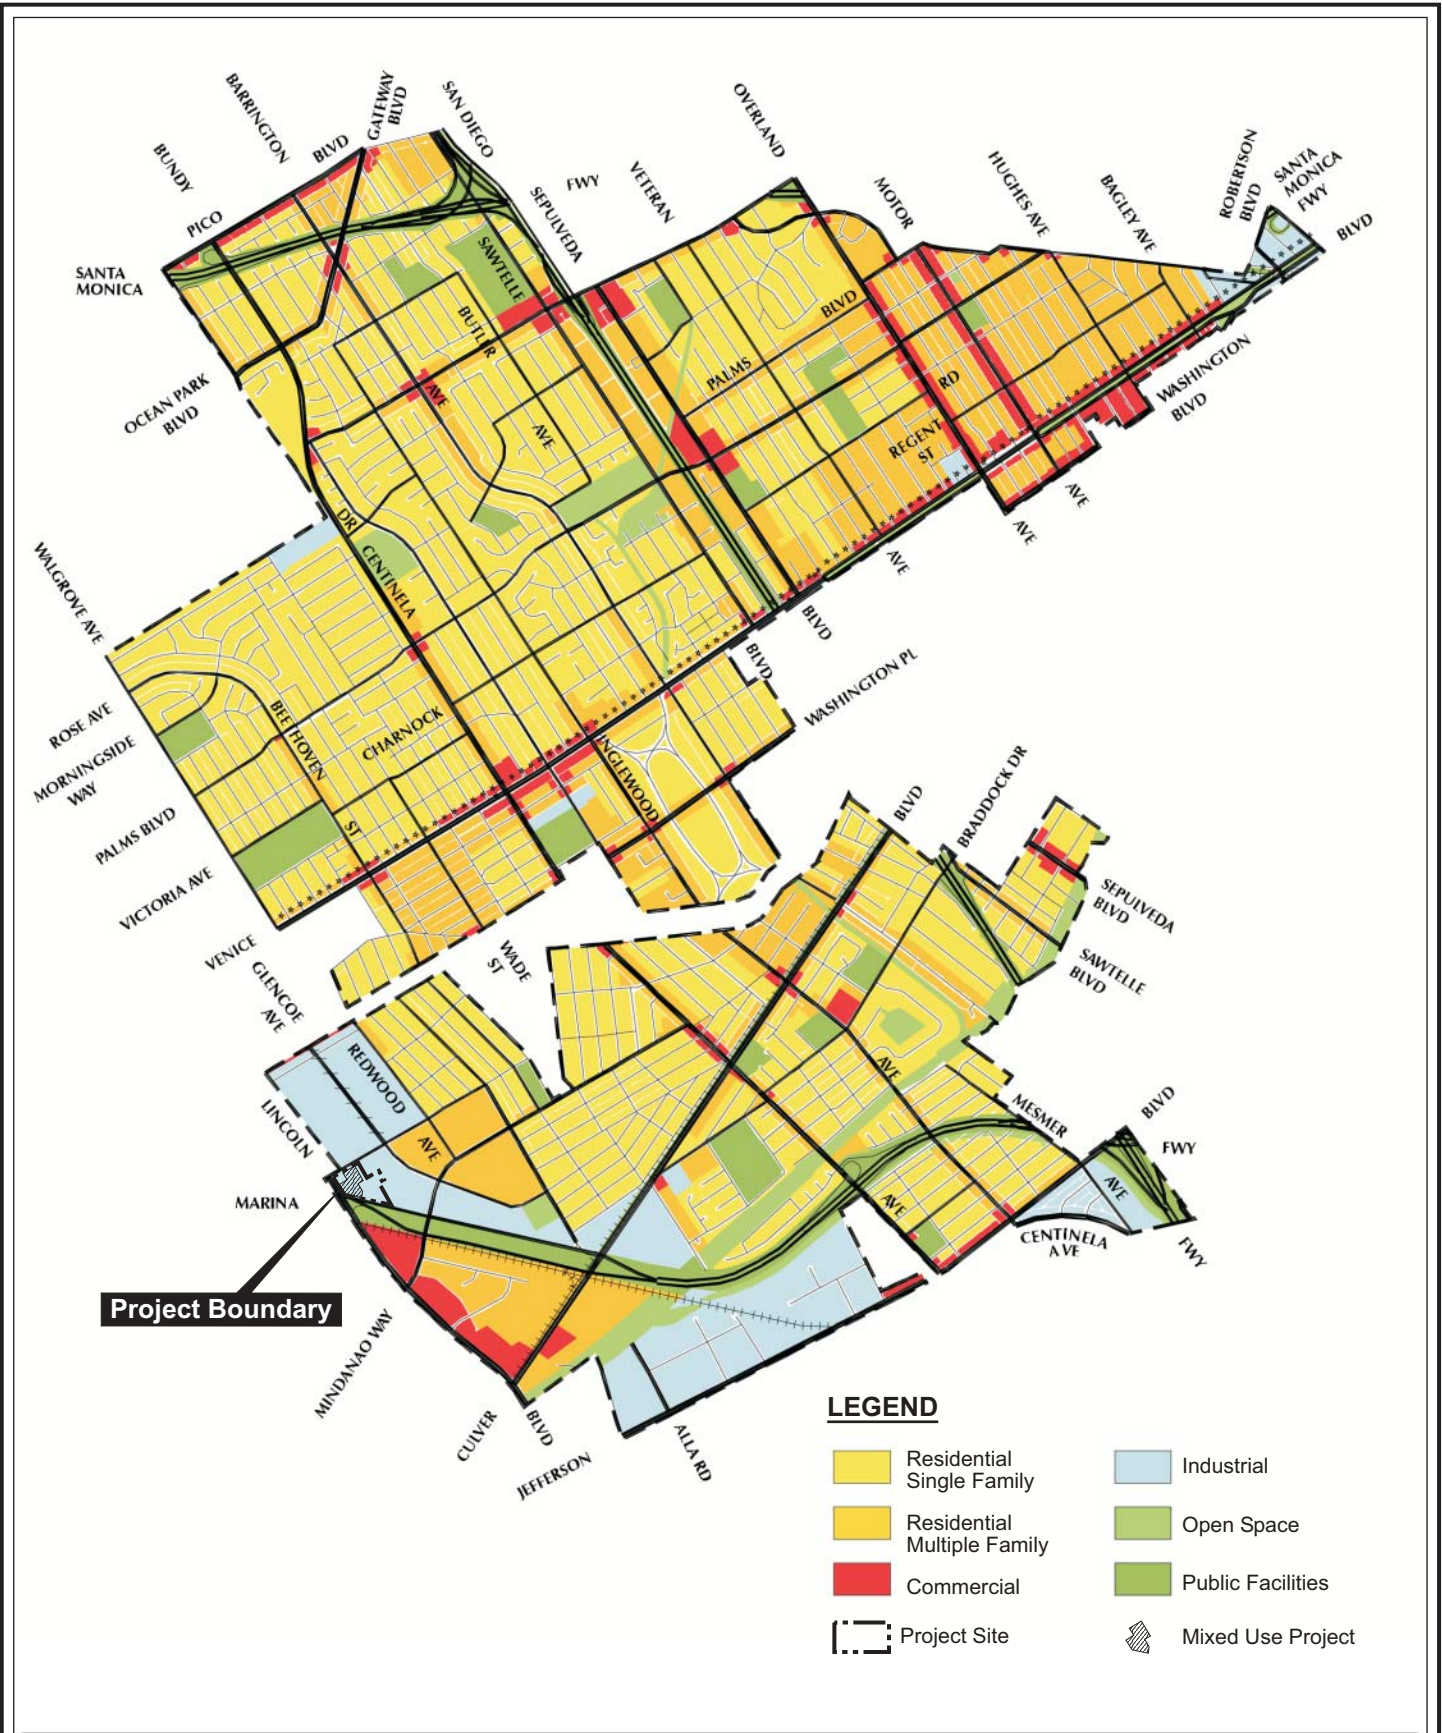 BARRINGTON
GATEWAY
BLVD
SAN DIEGO
OVERLAND
BUNDY
BLVD
FWY
VETERAN
SEPULVEDA
MOTOR
HUGHES AVE
BAGLEY AVE
ROBERTSON
BLVD
SANTA
MONICA
FWY
BLVD
PICO
SANTA
MONICA
SAWTELLE
BUTLER
AVE
AVE
OCEAN PARK
BLVD
BLVD
PALMS
RD
REGENT
ST
WASHINGTON
BLVD
AVE
AVE
AVE
DR
CENTINELA
WALGROVE AVE
BLVD
BLVD
WASHINGTON PL
ROSE AVE
MORNINGSIDE
WAY
BEETHOVEN
ST
CHARNOCK
INGLEWOOD
PALMS BLVD
VICTORIA AVE
VENICE
GLENCOE
AVE
WADE
ST
BLVD
BRADDOCK DR
SEPULVEDA
BLVD
SAWTELLE
BLVD
REDWOOD
AVE
LINCOLN
MARINA
AVE
MESMER
BLVD
FWY
AVE
AVE
CENTINELA
AVE
FWY
Project Boundary
MINDANAO WAY
CULVER
BLVD
JEFFERSON
ALLA RD
LEGEND
Residential
Single Family
Residential
Multiple Family
Commercial
Project Site
Industrial
Open Space
Public Facilities
Mixed Use Project